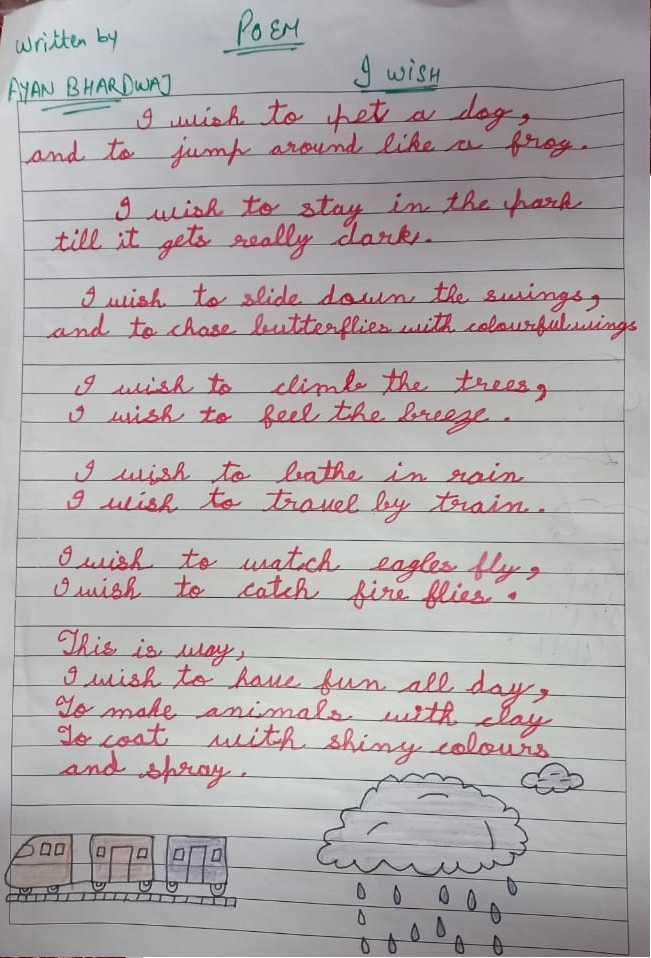 Written by
POEM
AYAN BHARDWAJ
I WISH
I wish to pet a dog,
and to jump around like a frog.
I wish to stay in the park
till it gets really dark.
I wish to slide down the swings,
and to chase butterflies with colourful wings
I wish to climb the trees,
I wish to feel the breeze.
I wish to bathe in rain
I wish to travel by train.
I wish to watch eagles fly,
I wish to catch fire flies.
This is way,
I wish to have fun all day,
To make animals with clay
To coat with shiny colours
and spray.